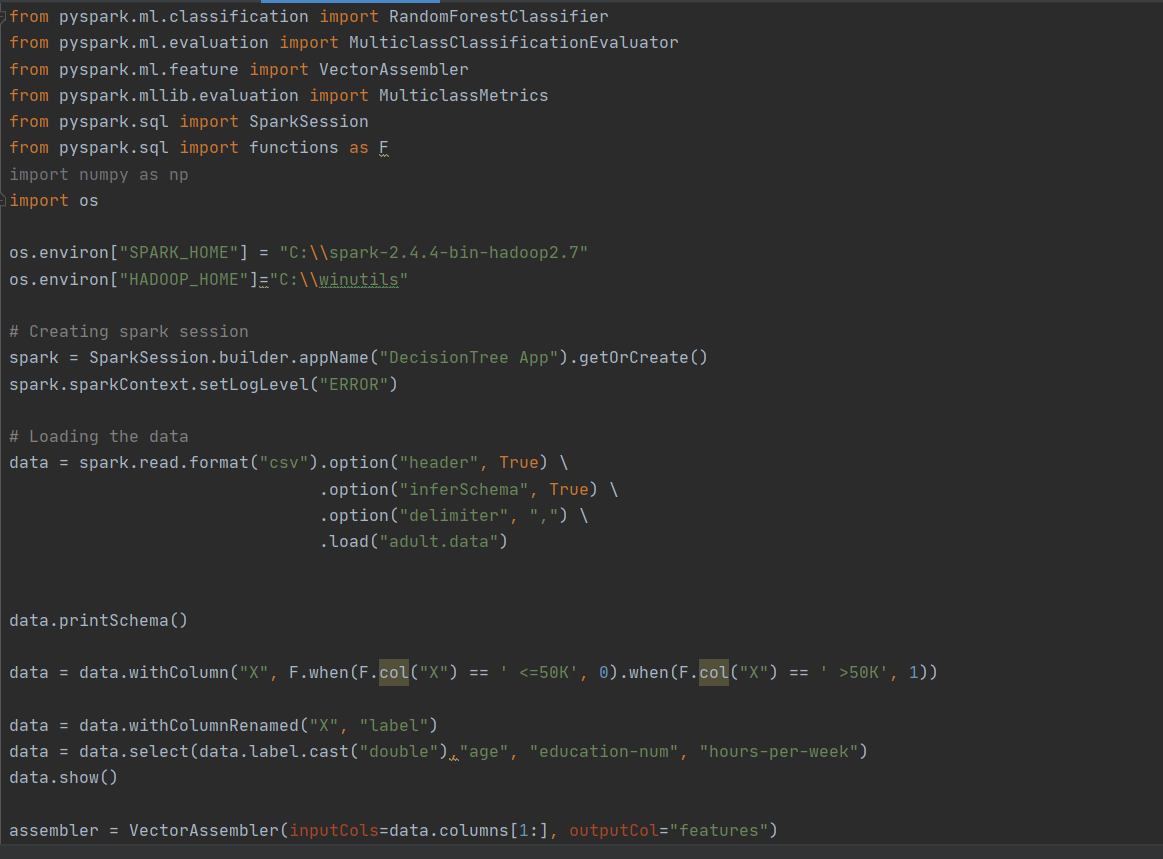 from pyspark.ml.classification import RandomForestClassifier
from pyspark.ml.evaluation import MulticlassClassificationEvaluator
from pyspark.ml.feature import VectorAssembler
from pyspark.mllib.evaluation import MulticlassMetrics
from pyspark.sql import SparkSession
from pyspark.sql import functions as F
import numpy as np
import os

os.environ["SPARK_HOME"] = "C:\\spark-2.4.4-bin-hadoop2.7"
os.environ["HADOOP_HOME"]="C:\\winutils"

# Creating spark session
spark = SparkSession.builder.appName("DecisionTree App").getOrCreate()
spark.sparkContext.setLogLevel("ERROR")

# Loading the data
data = spark.read.format("csv").option("header", True) \
                               .option("inferSchema", True) \
                               .option("delimiter", ",") \
                               .load("adult.data")


data.printSchema()

data = data.withColumn("X", F.when(F.col("X") == ' <=50K', 0).when(F.col("X") == ' >50K', 1))

data = data.withColumnRenamed("X", "label")
data = data.select(data.label.cast("double"),"age", "education-num", "hours-per-week")
data.show()

assembler = VectorAssembler(inputCols=data.columns[1:], outputCol="features")